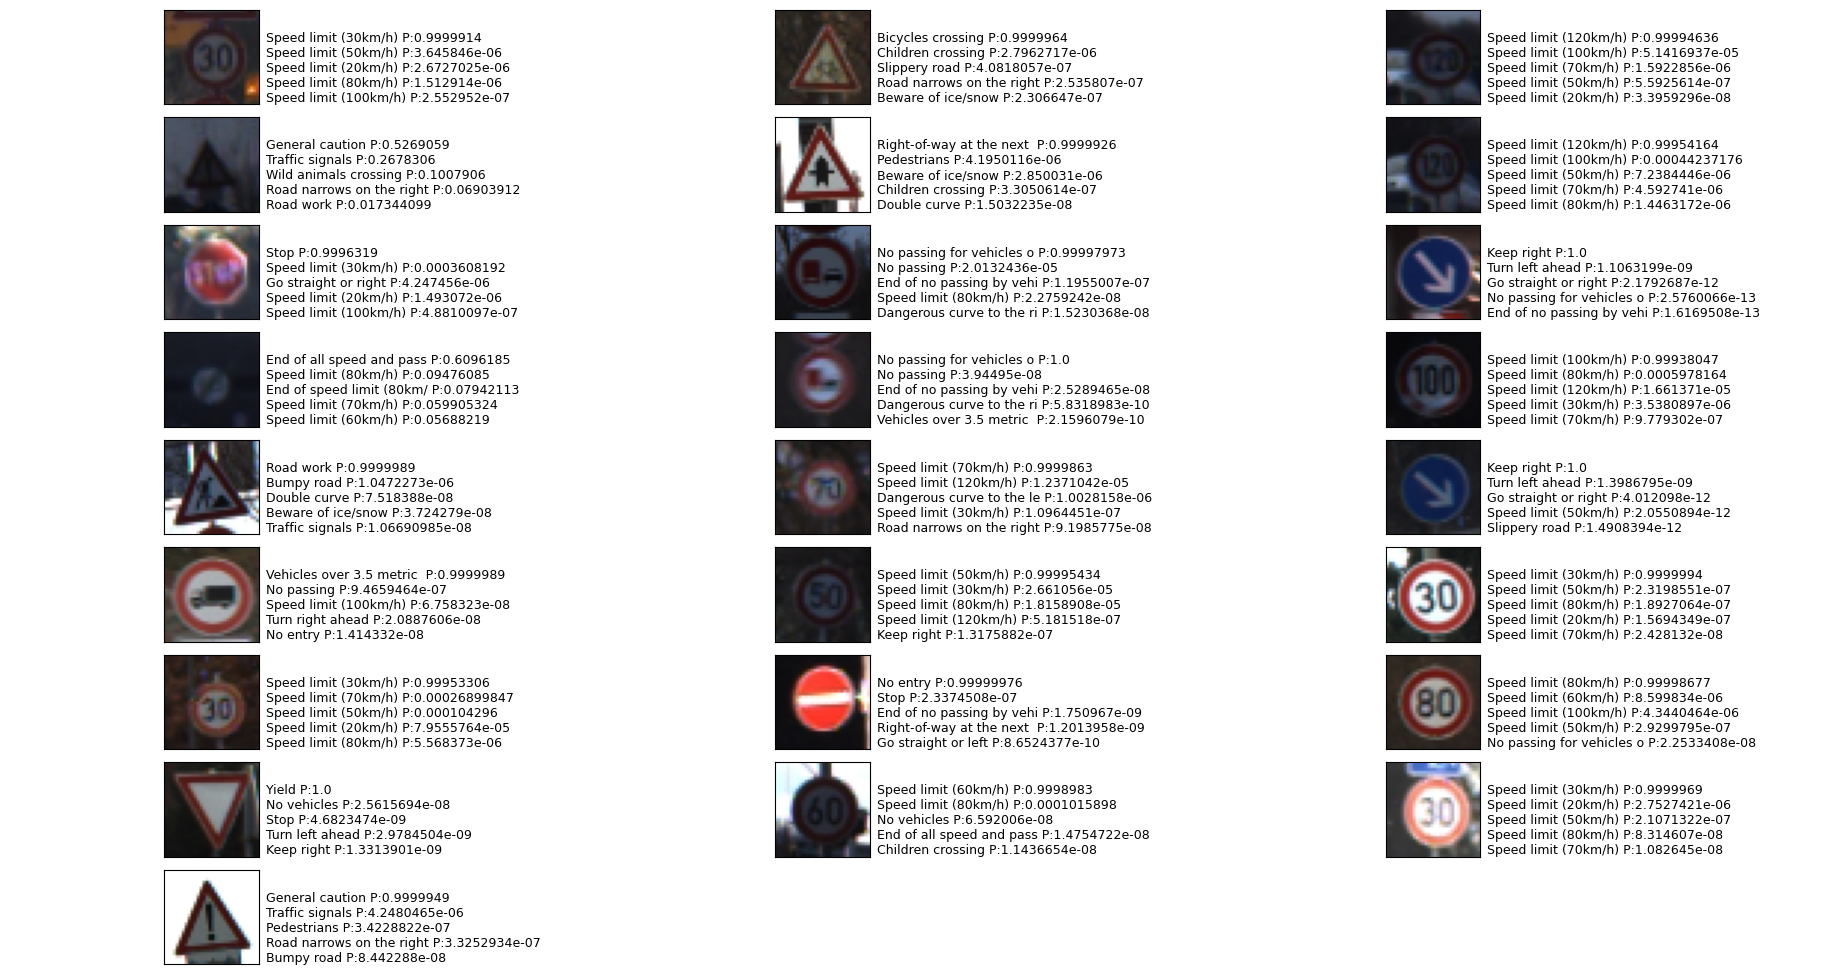 30
Speed limit (30km/h) P:0.9999914
Speed limit (50km/h) P:3.645846e-06
Speed limit (20km/h) P:2.6727025e-06
Speed limit (80km/h) P:1.512914e-06
Speed limit (100km/h) P:2.552952e-07
Bicycles crossing P:0.9999964
Children crossing P:2.7962717e-06
Slippery road P:4.0818057e-07
Road narrows on the right P:2.535807e-07
Beware of ice/snow P:2.306647e-07
120
Speed limit (120km/h) P:0.99994636
Speed limit (100km/h) P:5.1416937e-05
Speed limit (70km/h) P:1.5922856e-06
Speed limit (50km/h) P:5.5925614e-07
Speed limit (20km/h) P:3.3959296e-08
General caution P:0.5269059
Traffic signals P:0.2678306
Wild animals crossing P:0.1007906
Road narrows on the right P:0.06903912
Road work P:0.017344099
Right-of-way at the next P:0.9999926
Pedestrians P:4.1950116e-06
Beware of ice/snow P:2.850031e-06
Children crossing P:3.3050614e-07
Double curve P:1.5032235e-08
120
Speed limit (120km/h) P:0.99954164
Speed limit (100km/h) P:0.00044237176
Speed limit (50km/h) P:7.2384446e-06
Speed limit (70km/h) P:4.592741e-06
Speed limit (80km/h) P:1.4463172e-06
STOP
Stop P:0.9996319
Speed limit (30km/h) P:0.0003608192
Go straight or right P:4.247456e-06
Speed limit (20km/h) P:1.493072e-06
Speed limit (100km/h) P:4.8810097e-07
No passing for vehicles o P:0.99997973
No passing P:2.0132436e-05
End of no passing by vehi P:1.1955007e-07
Speed limit (80km/h) P:2.2759242e-08
Dangerous curve to the ri P:1.5230368e-08
Keep right P:1.0
Turn left ahead P:1.1063199e-09
Go straight or right P:2.1792687e-12
No passing for vehicles o P:2.5760066e-13
End of no passing by vehi P:1.6169508e-13
End of all speed and pass P:0.6096185
Speed limit (80km/h) P:0.09476085
End of speed limit (80km/ P:0.07942113
Speed limit (70km/h) P:0.059905324
Speed limit (60km/h) P:0.05688219
No passing for vehicles o P:1.0
No passing P:3.94495e-08
End of no passing by vehi P:2.5289465e-08
Dangerous curve to the ri P:5.8318983e-10
Vehicles over 3.5 metric P:2.1596079e-10
100
Speed limit (100km/h) P:0.99938047
Speed limit (80km/h) P:0.0005978164
Speed limit (120km/h) P:1.661371e-05
Speed limit (30km/h) P:3.5380897e-06
Speed limit (70km/h) P:9.779302e-07
Road work P:0.9999989
Bumpy road P:1.0472273e-06
Double curve P:7.518388e-08
Beware of ice/snow P:3.724279e-08
Traffic signals P:1.06690985e-08
70
Speed limit (70km/h) P:0.9999863
Speed limit (120km/h) P:1.2371042e-05
Dangerous curve to the le P:1.0028158e-06
Speed limit (30km/h) P:1.0964451e-07
Road narrows on the right P:9.1985775e-08
Keep right P:1.0
Turn left ahead P:1.3986795e-09
Go straight or right P:4.012098e-12
Speed limit (50km/h) P:2.0550894e-12
Slippery road P:1.4908394e-12
Vehicles over 3.5 metric P:0.9999989
No passing P:9.4659464e-07
Speed limit (100km/h) P:6.758323e-08
Turn right ahead P:2.0887606e-08
No entry P:1.414332e-08
50
Speed limit (50km/h) P:0.99995434
Speed limit (30km/h) P:2.661056e-05
Speed limit (80km/h) P:1.8158908e-05
Speed limit (120km/h) P:5.181518e-07
Keep right P:1.3175882e-07
30
Speed limit (30km/h) P:0.9999994
Speed limit (50km/h) P:2.3198551e-07
Speed limit (80km/h) P:1.8927064e-07
Speed limit (20km/h) P:1.5694349e-07
Speed limit (70km/h) P:2.428132e-08
30
Speed limit (30km/h) P:0.99953306
Speed limit (70km/h) P:0.00026899847
Speed limit (50km/h) P:0.000104296
Speed limit (20km/h) P:7.9555764e-05
Speed limit (80km/h) P:5.568373e-06
No entry P:0.99999976
Stop P:2.3374508e-07
End of no passing by vehi P:1.750967e-09
Right-of-way at the next P:1.2013958e-09
Go straight or left P:8.6524377e-10
80
Speed limit (80km/h) P:0.99998677
Speed limit (60km/h) P:8.599834e-06
Speed limit (100km/h) P:4.3440464e-06
Speed limit (50km/h) P:2.9299795e-07
No passing for vehicles o P:2.2533408e-08
Yield P:1.0
No vehicles P:2.5615694e-08
Stop P:4.6823474e-09
Turn left ahead P:2.9784504e-09
Keep right P:1.3313901e-09
60
Speed limit (60km/h) P:0.9998983
Speed limit (80km/h) P:0.0001015898
No vehicles P:6.592006e-08
End of all speed and pass P:1.4754722e-08
Children crossing P:1.1436654e-08
30
Speed limit (30km/h) P:0.9999969
Speed limit (20km/h) P:2.7527421e-06
Speed limit (50km/h) P:2.1071322e-07
Speed limit (80km/h) P:8.314607e-08
Speed limit (70km/h) P:1.082645e-08
!
General caution P:0.9999949
Traffic signals P:4.2480465e-06
Pedestrians P:3.4228822e-07
Road narrows on the right P:3.3252934e-07
Bumpy road P:8.442288e-08